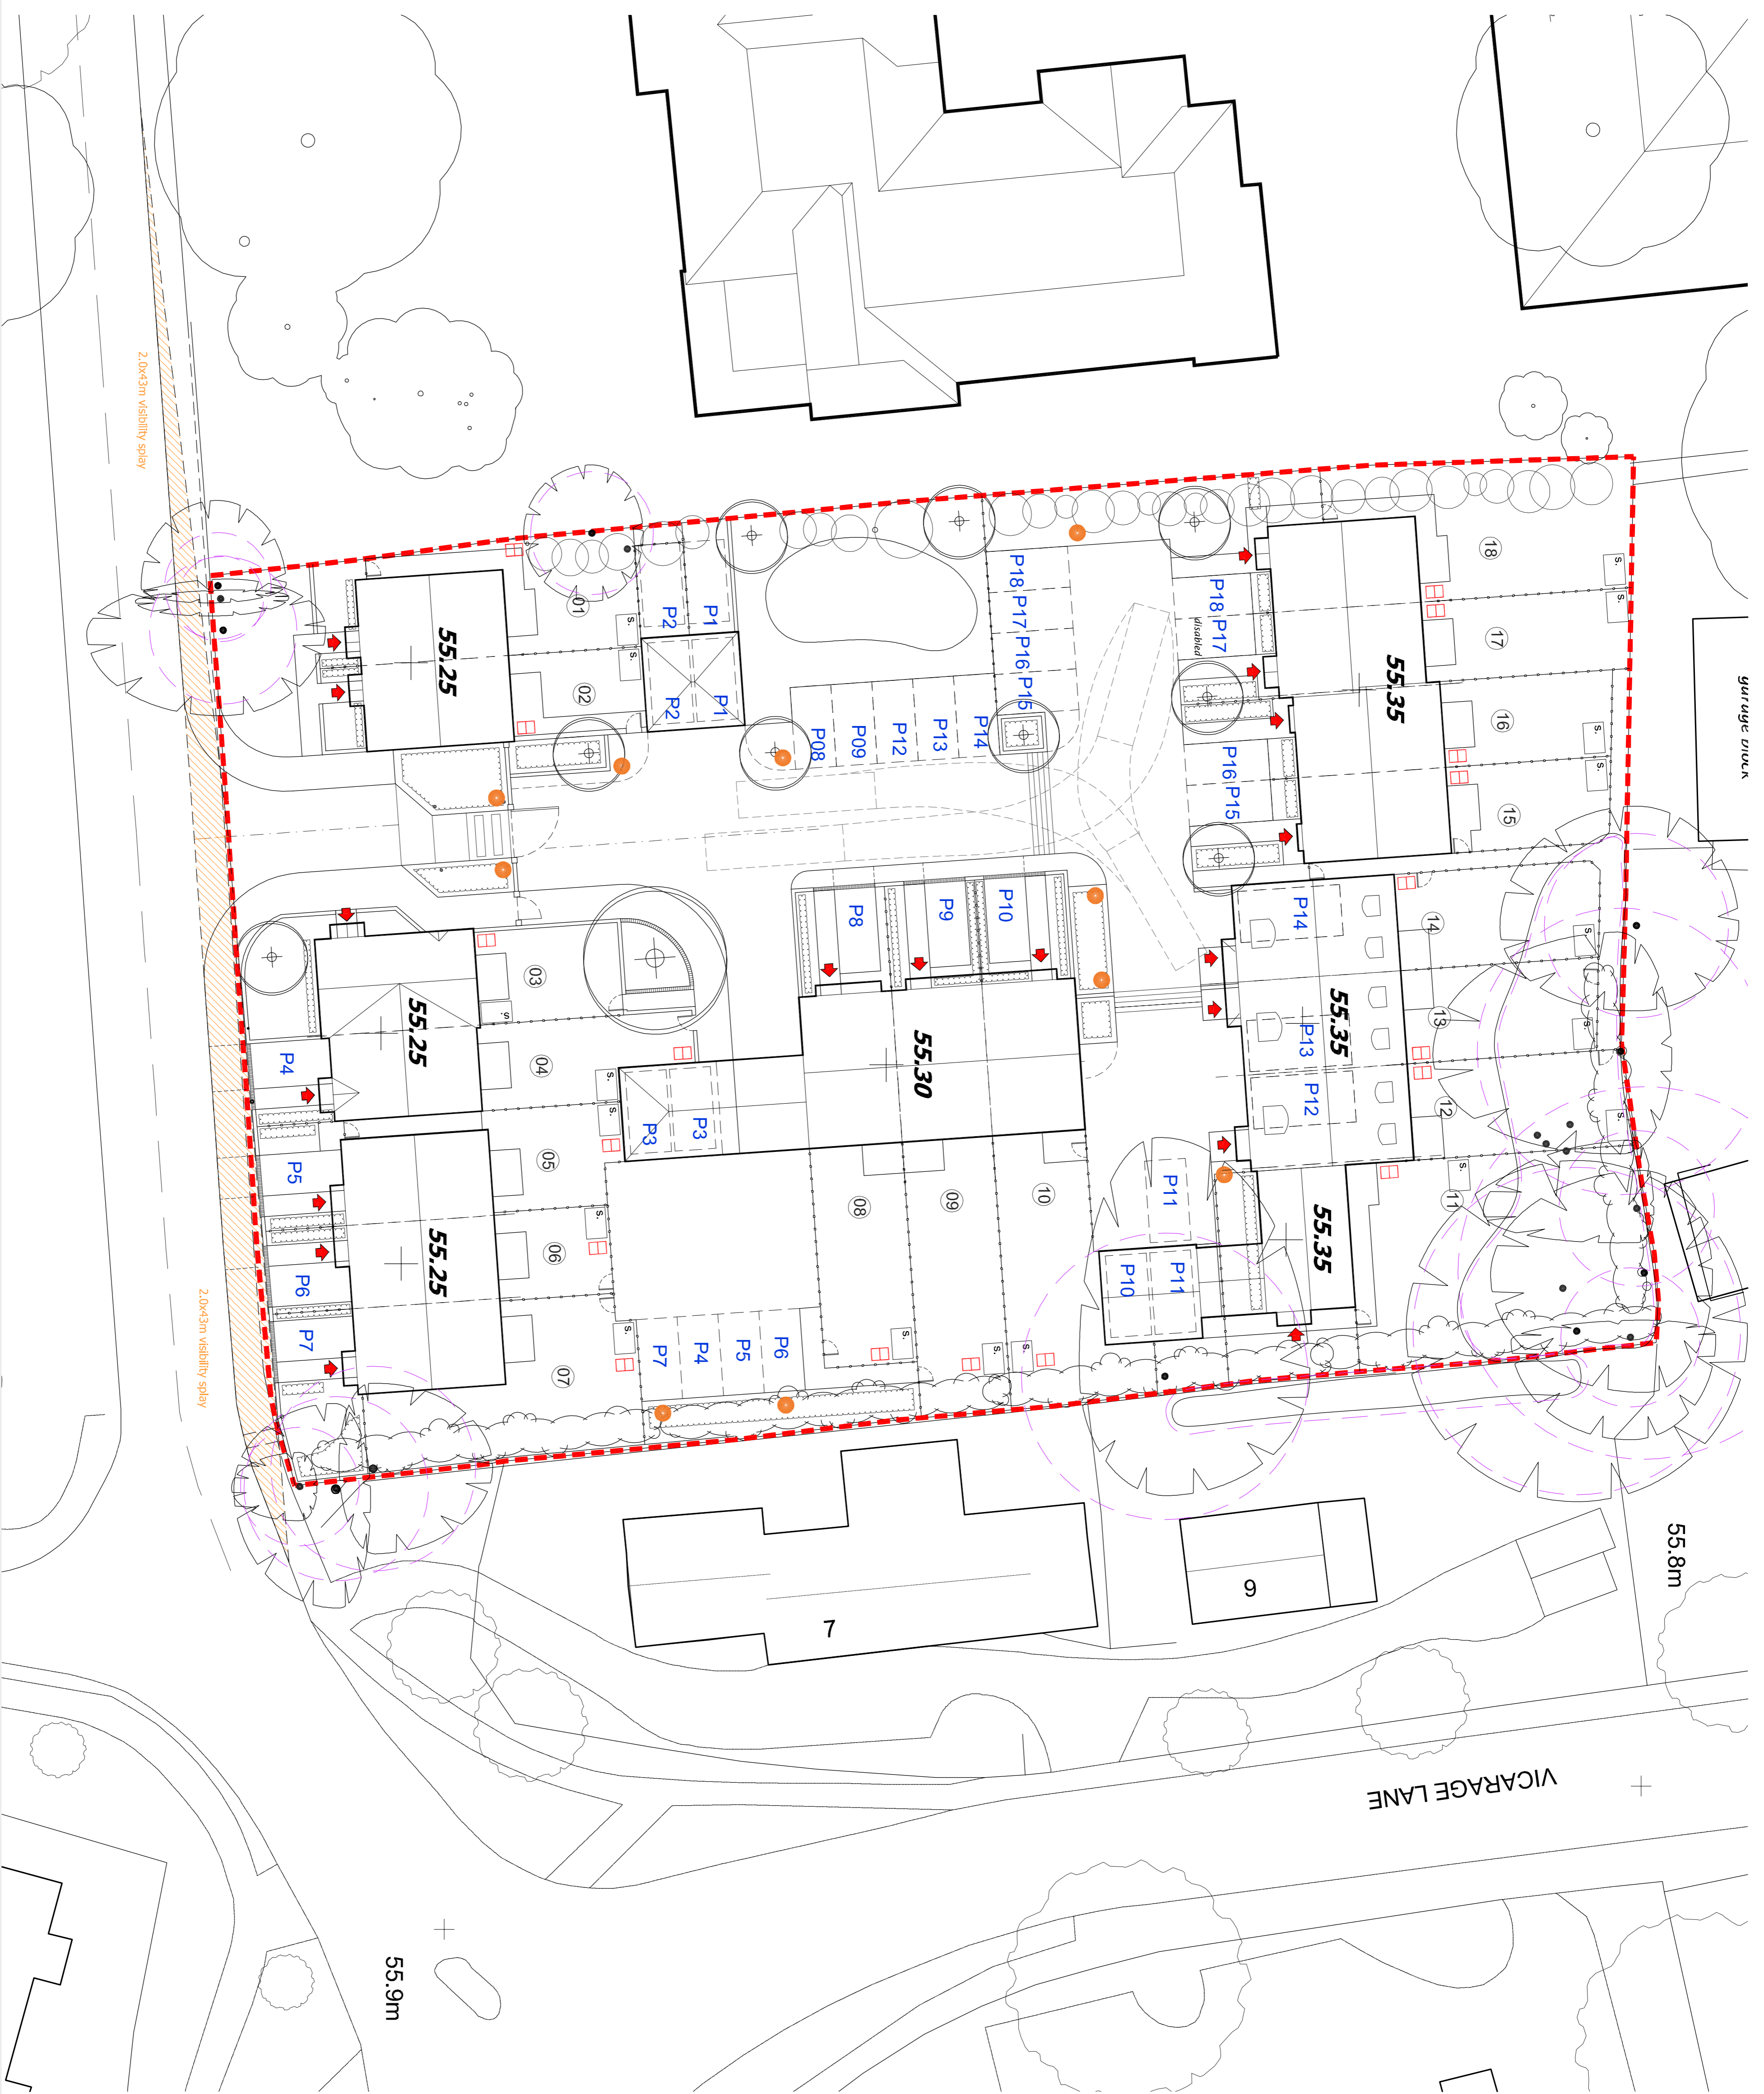 2.0x43m visibility splay
garage block
18
s.
s.
17
16
s.
s.
15
55.35
P18
P17
disabled
P16
P15
P18
P17
P16
P15
P14
P13
P12
P09
P08
P1
P2
P1
P2
01
s.
s.
02
55.25
14
s.
13
s.
12
s.
s.
11
55.35
55.35
P14
P13
P12
P11
P11
P10
P10
P9
P8
55.30
10
09
08
s.
s.
s.
P3
P3
03
s.
04
s.
s.
05
06
s.
07
s.
55.25
55.25
P4
P5
P6
P7
P6
P5
P4
P7
2.0x43m visibility splay
7
9
55.8m
VICARAGE LANE
55.9m